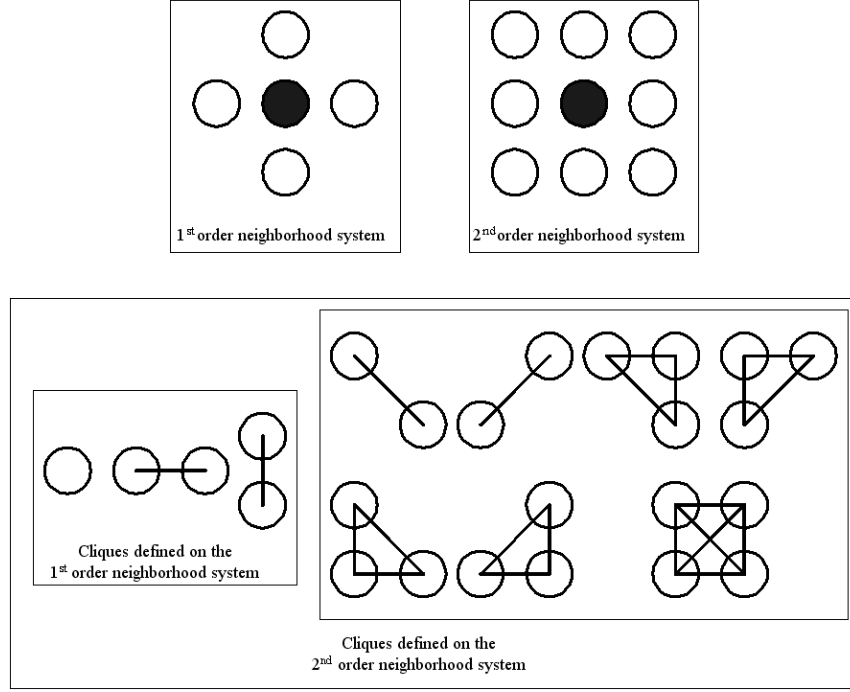 1st order neighborhood system
2nd order neighborhood system
Cliques defined on the
1st order neighborhood system
Cliques defined on the
2nd order neighborhood system